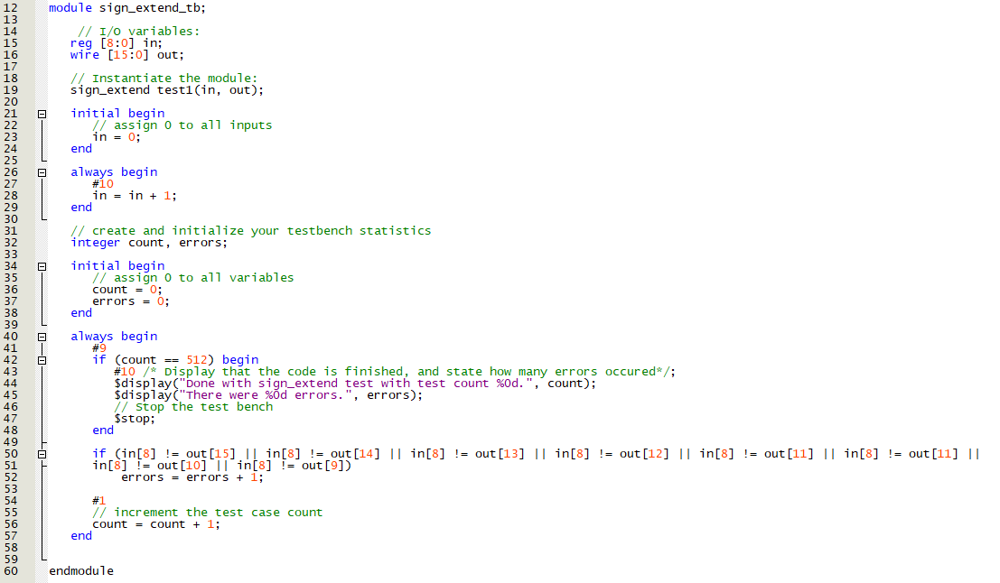 12 module sign_extend_tb;
13
14 // I/O variables:
15 reg [8:0] in;
16 wire [15:0] out;
17
18 // Instantiate the module:
19 sign_extend test1(in, out);
20
21 initial begin
22 // assign 0 to all inputs
23 in = 0;
24 end
25
26 always begin
27 #10
28 in = in + 1;
29 end
30
31 // create and initialize your testbench statistics
32 integer count, errors;
33
34 initial begin
35 // assign 0 to all variables
36 count = 0;
37 errors = 0;
38 end
39
40 always begin
41 #9
42 if (count == 512) begin
43 #10 /* Display that the code is finished, and state how many errors occured*/;
44 $display("Done with sign_extend test with test count %0d.", count);
45 $display("There were %0d errors.", errors);
46 // Stop the test bench
47 $stop;
48 end
49
50 if (in[8] != out[15] || in[8] != out[14] || in[8] != out[13] || in[8] != out[12] || in[8] != out[11] || in[8] != out[11] ||
51 in[8] != out[10] || in[8] != out[9])
52 errors = errors + 1;
53
54 #1
55 // increment the test case count
56 count = count + 1;
57 end
58
59
60 endmodule